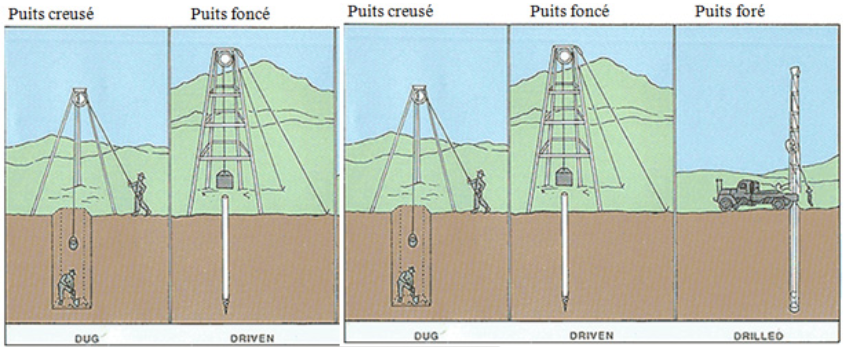 Puits creusé Puits foncé Puits creusé Puits foncé Puits foré
DUG DRIVEN DUG DRIVEN DRILLED